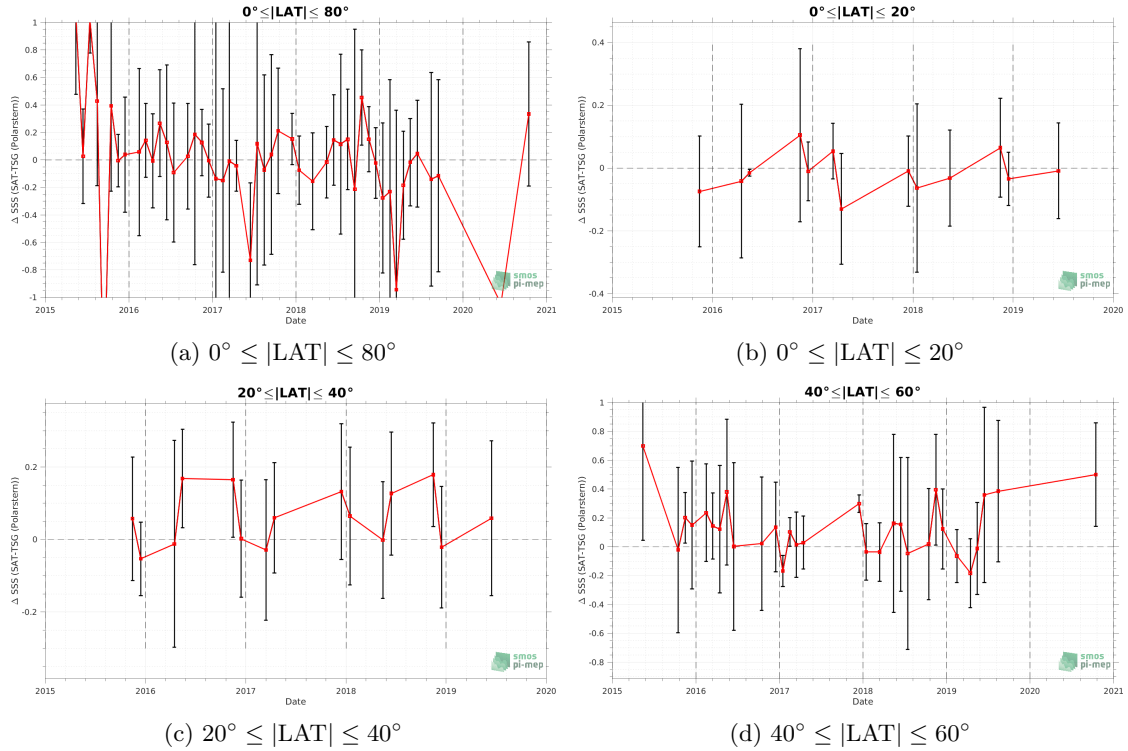 0°≤|LAT|≤ 80°
Δ SSS (SAT-TSG (Polarstern))
1
0.8
0.6
0.4
0.2
0
-0.2
-0.4
-0.6
-0.8
-1
2015 2016 2017 2018 2019 2020 2021
Date
smos
pi-mep
(a) 0° ≤ |LAT| ≤ 80°
0°≤|LAT|≤ 20°
Δ SSS (SAT-TSG (Polarstern))
0.4
0.2
0
-0.2
-0.4
2015 2016 2017 2018 2019 2020
Date
smos
pi-mep
(b) 0° ≤ |LAT| ≤ 20°
20°≤|LAT|≤ 40°
Δ SSS (SAT-TSG (Polarstern))
0.2
0
-0.2
2015 2016 2017 2018 2019 2020
Date
smos
pi-mep
(c) 20° ≤ |LAT| ≤ 40°
40°≤|LAT|≤ 60°
Δ SSS (SAT-TSG (Polarstern))
1
0.8
0.6
0.4
0.2
0
-0.2
-0.4
-0.6
-0.8
2015 2016 2017 2018 2019 2020 2021
Date
smos
pi-mep
(d) 40° ≤ |LAT| ≤ 60°